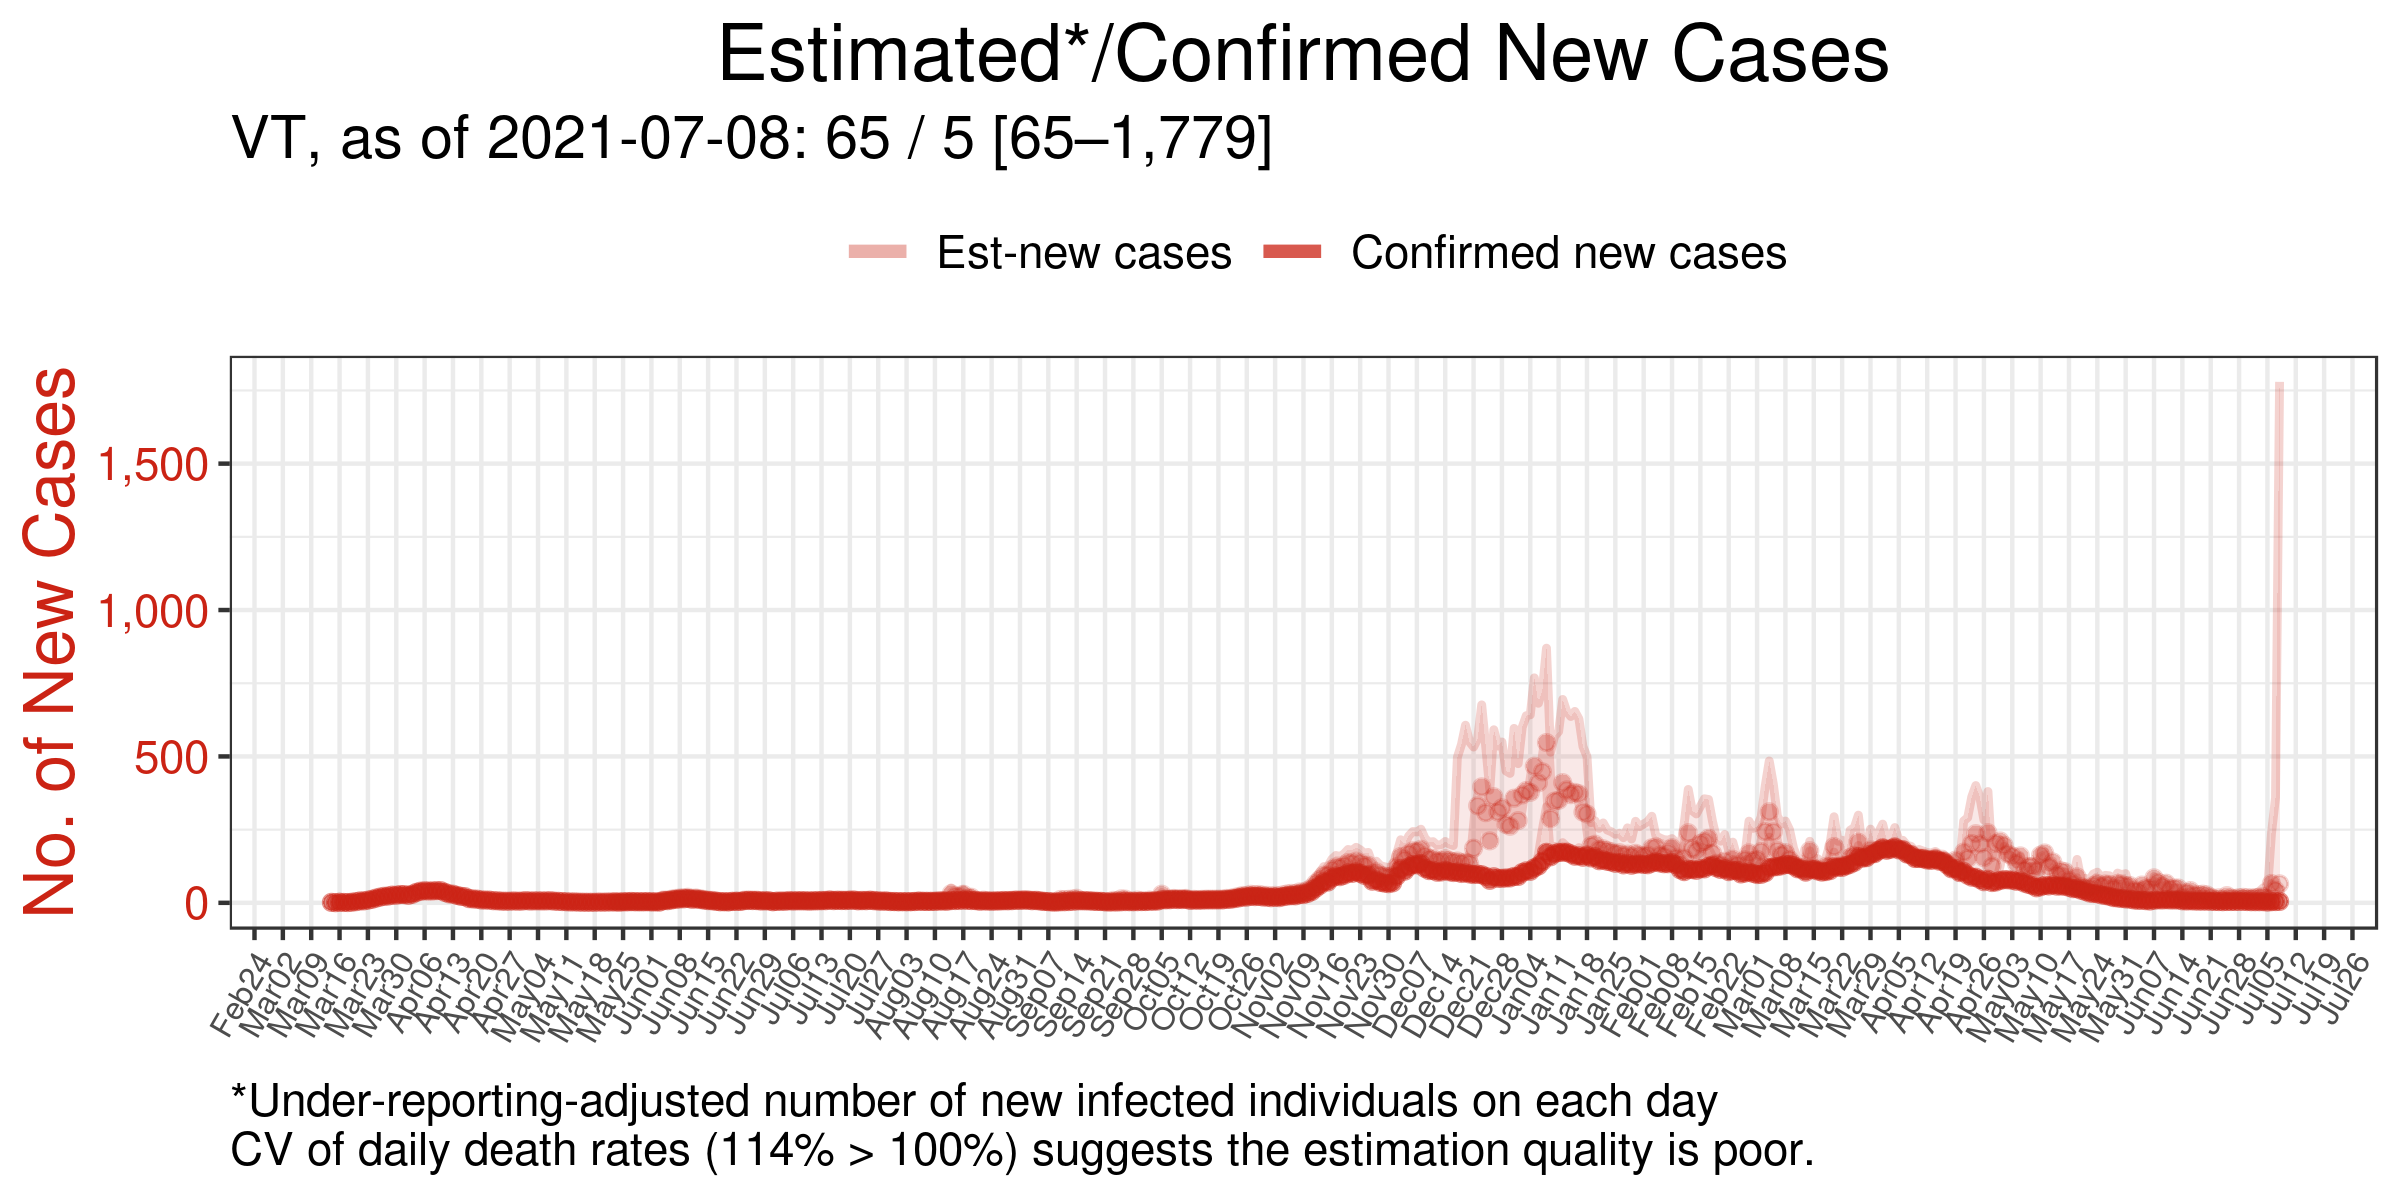 Estimated*/Confirmed New Cases
VT, as of 2021-07-08: 65 / 5 [65–1,779]
Est-new cases
Confirmed new cases
No. of New Cases
1,500
1,000
500
0
Feb24
Mar02
Mar09
Mar16
Mar23
Mar30
Apr06
Apr13
Apr20
Apr27
May04
May11
May18
May25
Jun01
Jun08
Jun15
Jun22
Jun29
Jul06
Jul13
Jul20
Jul27
Aug03
Aug10
Aug17
Aug24
Aug31
Sep07
Sep14
Sep21
Sep28
Oct05
Oct12
Oct19
Oct26
Nov02
Nov09
Nov16
Nov23
Nov30
Dec07
Dec14
Dec21
Dec28
Jan04
Jan11
Jan18
Jan25
Feb01
Feb08
Feb15
Feb22
Mar01
Mar08
Mar15
Mar22
Mar29
Apr05
Apr12
Apr19
Apr26
May03
May10
May17
May24
May31
Jun07
Jun14
Jun21
Jun28
Jul05
Jul12
Jul19
Jul26
*Under-reporting-adjusted number of new infected individuals on each day
CV of daily death rates (114% > 100%) suggests the estimation quality is poor.